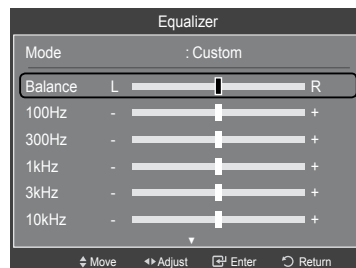 Equalizer
Mode : Custom
Balance L R
100Hz - +
300Hz - +
1kHz - +
3kHz - +
10kHz - +
Move Adjust Enter Return